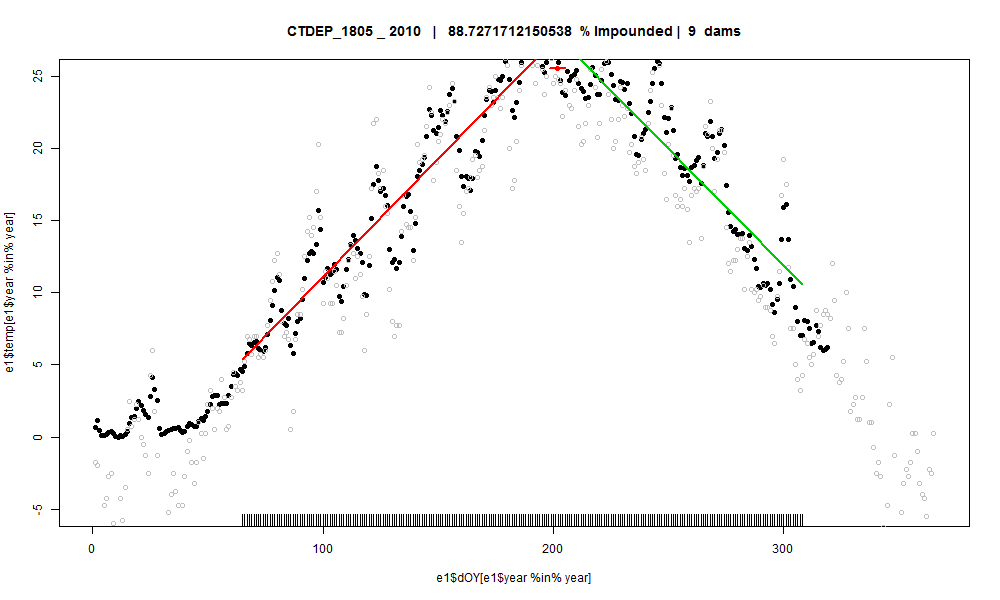 CTDEP_1805 _ 2010 | 88.7271712150538 % Impounded | 9 dams
e1$temp[e1$year %in% year]
25
20
15
10
5
0
-5
0 100 200 300
e1$dOY[e1$year %in% year]